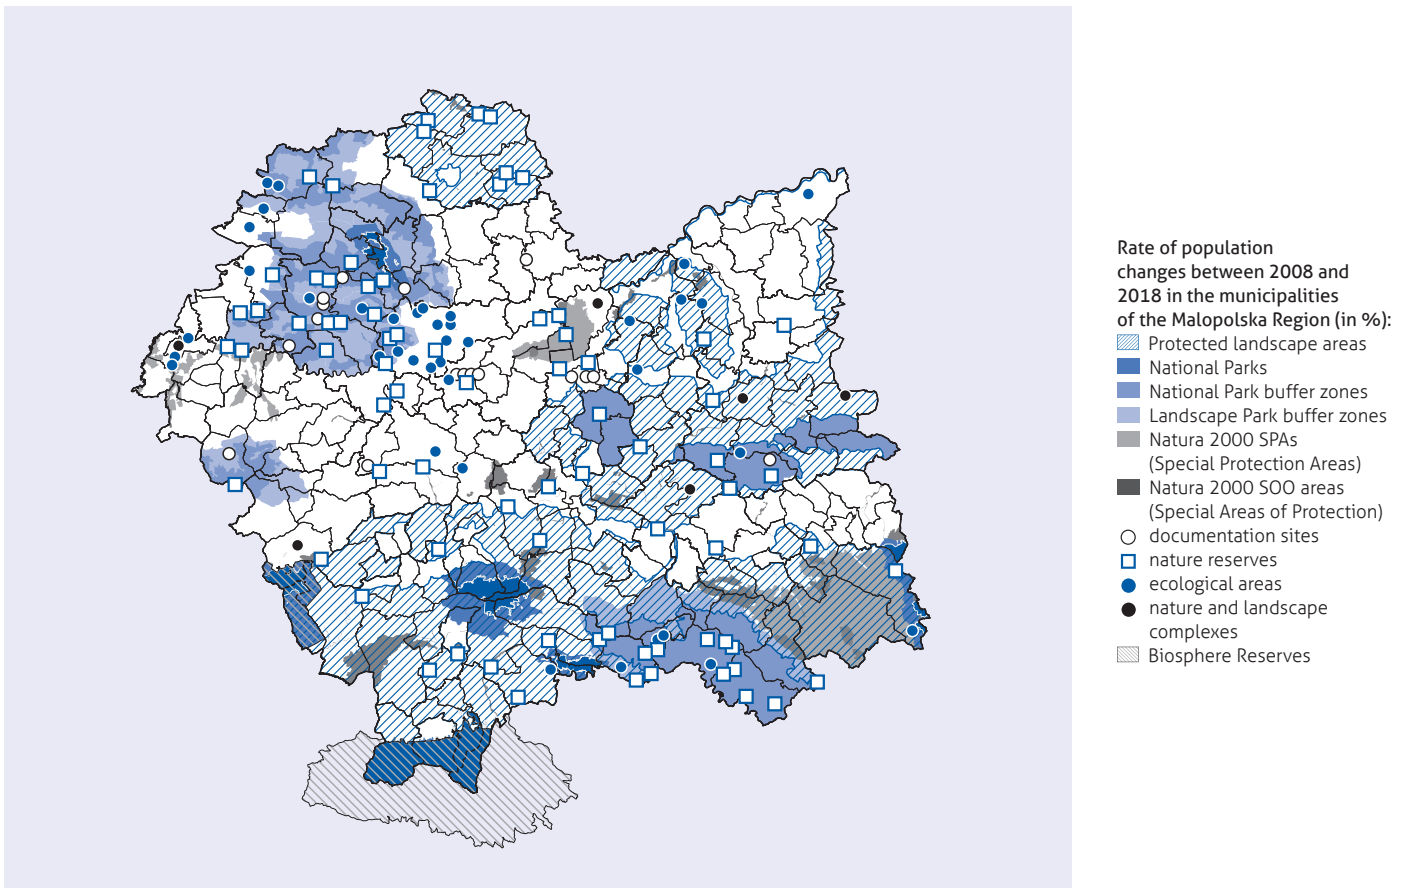 Rate of population
changes between 2008 and
2018 in the municipalities
of the Malopolska Region (in %):
Protected landscape areas
National Parks
National Park buffer zones
Landscape Park buffer zones
Natura 2000 SPAs
(Special Protection Areas)
Natura 2000 SOO areas
(Special Areas of Protection)
documentation sites
nature reserves
ecological areas
nature and landscape
complexes
Biosphere Reserves